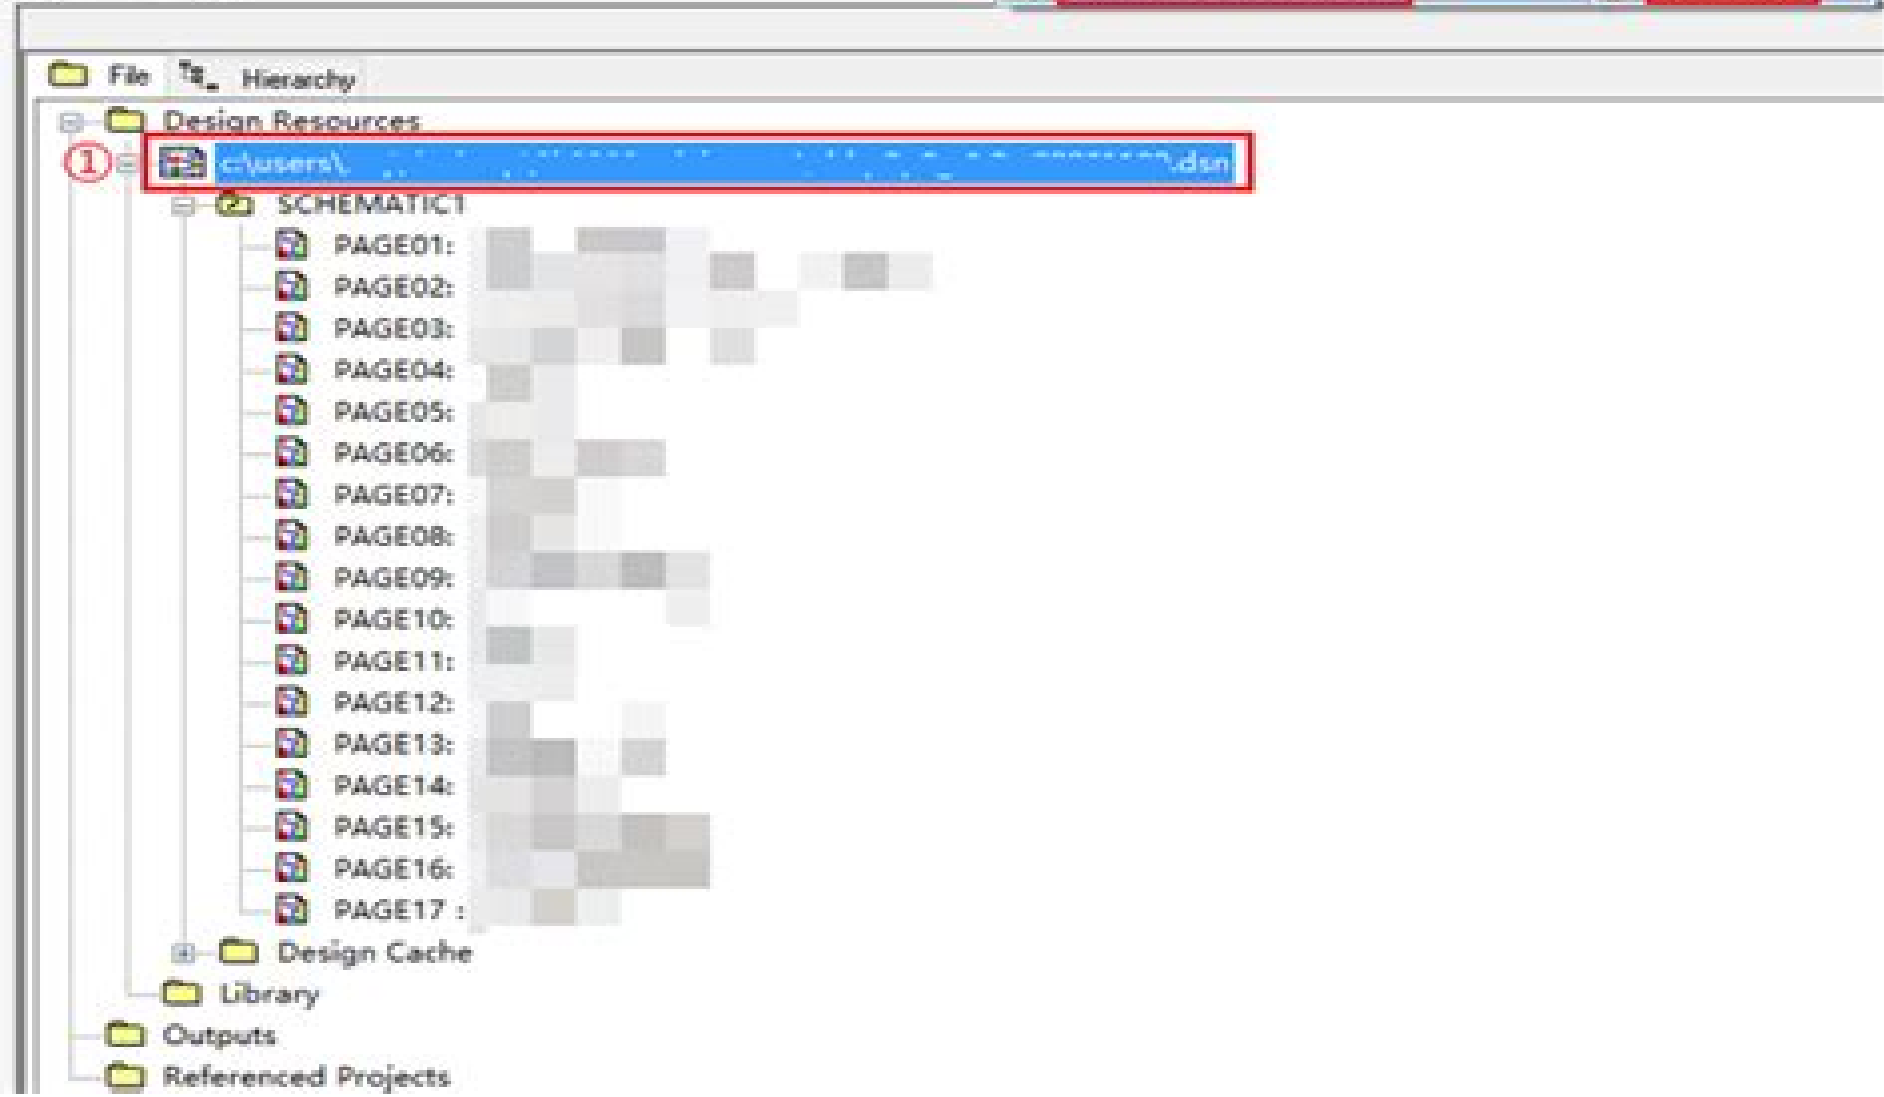 File Hierarchy
Design Resources
① c:\users\ .dsn
SCHEMATIC1
PAGE01:
PAGE02:
PAGE03:
PAGE04:
PAGE05:
PAGE06:
PAGE07:
PAGE08:
PAGE09:
PAGE10:
PAGE11:
PAGE12:
PAGE13:
PAGE14:
PAGE15:
PAGE16:
PAGE17 :
Design Cache
Library
Outputs
Referenced Projects